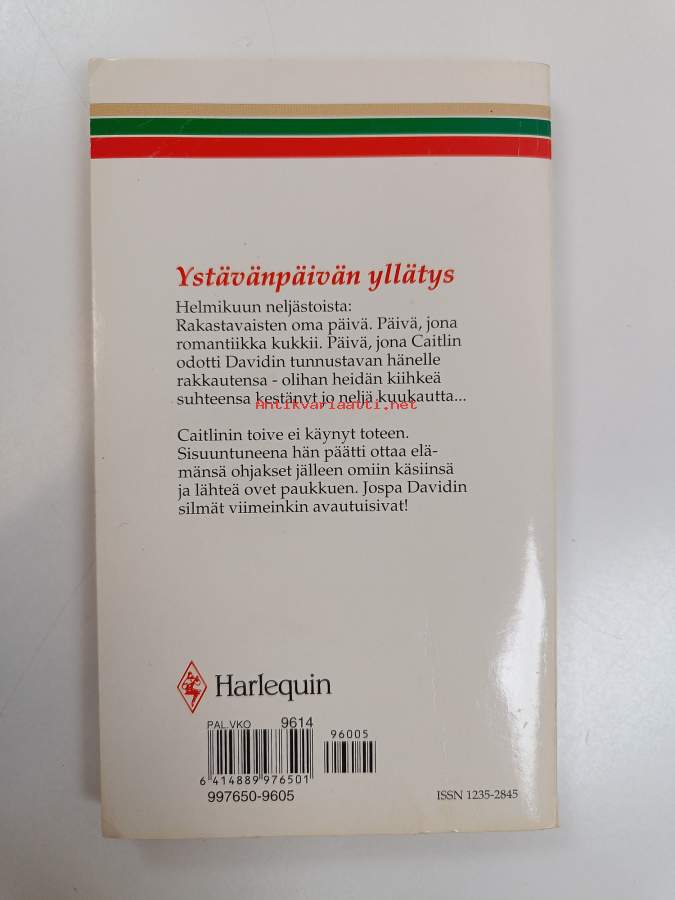 Ystävänpäivän yllätys
Helmikuun neljästoista:
Rakastavaisten oma päivä. Päivä, jona
romantiikka kukkii. Päivä, jona Caitlin
odotti Davidin tunnustavan hänelle
rakkautensa - olihan heidän kiihkeä
suhteensa kestänyt jo neljä kuukautta...
Antikvariaatti.net
Caitlinin toive ei käynyt toteen.
Sisuuntuneena hän päätti ottaa elä-
mänsä ohjakset jälleen omiin käsiinsä
ja lähteä ovet paukkuen. Jospa Davidin
silmät viimeinkin avautuisivat!
Harlequin
PAL.VKO 9614
96005
6 414889 976501
997650-9605
ISSN 1235-2845